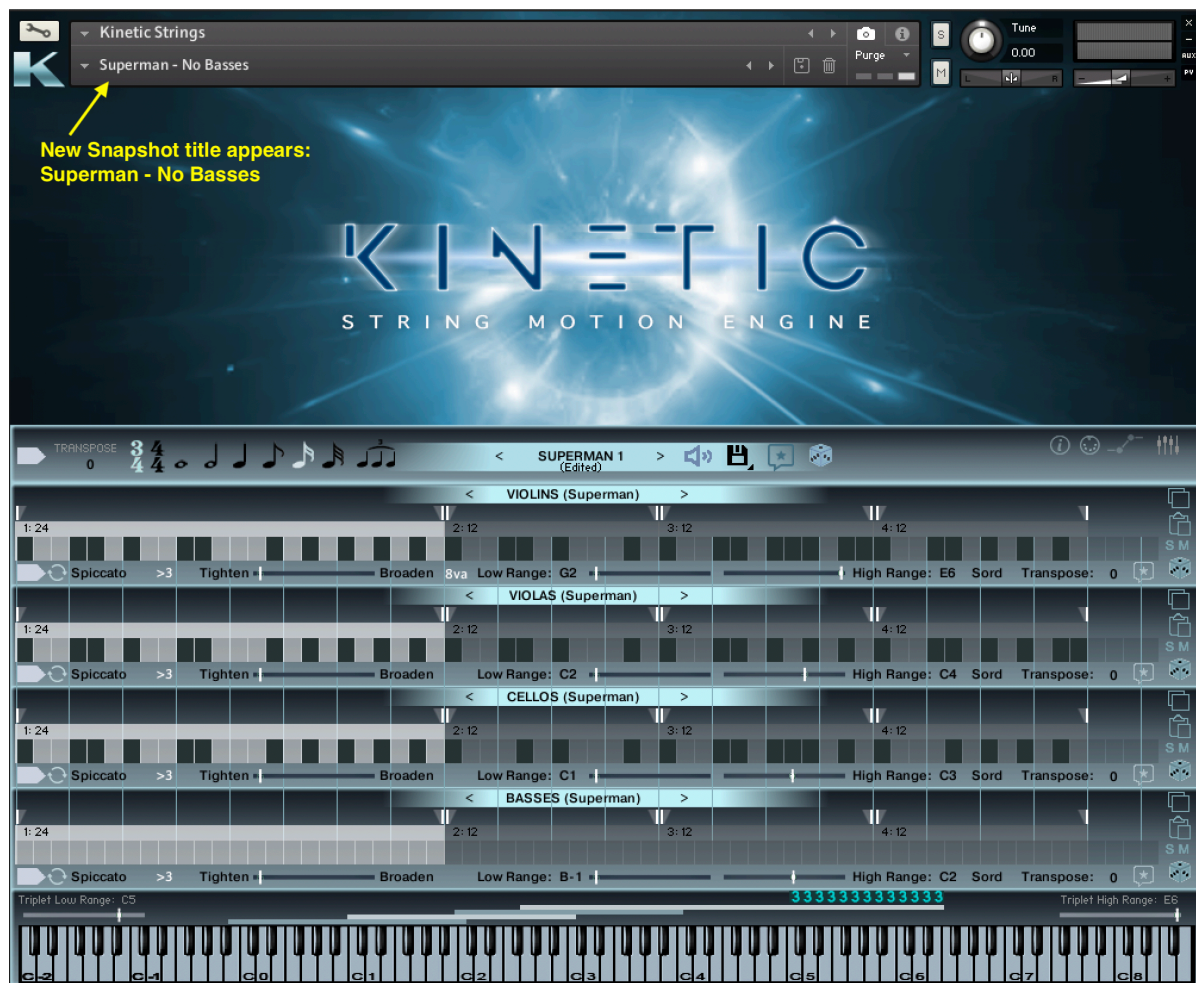 Kinetic Strings
Superman - No Basses
Purge
S
M
Tune
0.00
L R
- +
×
-
AUX
PV
New Snapshot title appears:
Superman - No Basses
KINETIC
STRING MOTION ENGINE
TRANSPOSE
0
3 4
4 4
3
< SUPERMAN 1 >
(Edited)
< VIOLINS (Superman) >
1: 24 2: 12 3: 12 4: 12
S M
Spiccato >3 Tighten Broaden 8va Low Range: G2 High Range: E6 Sord Transpose: 0
< VIOLAS (Superman) >
1: 24 2: 12 3: 12 4: 12
S M
Spiccato >3 Tighten Broaden Low Range: C2 High Range: C4 Sord Transpose: 0
< CELLOS (Superman) >
1: 24 2: 12 3: 12 4: 12
S M
Spiccato >3 Tighten Broaden Low Range: C1 High Range: C3 Sord Transpose: 0
< BASSES (Superman) >
1: 24 2: 12 3: 12 4: 12
S M
Spiccato >3 Tighten Broaden Low Range: B-1 High Range: C2 Sord Transpose: 0
Triplet Low Range: C5 3333333333333 Triplet High Range: E6
C-2 C-1 C0 C1 C2 C3 C4 C5 C6 C7 C8